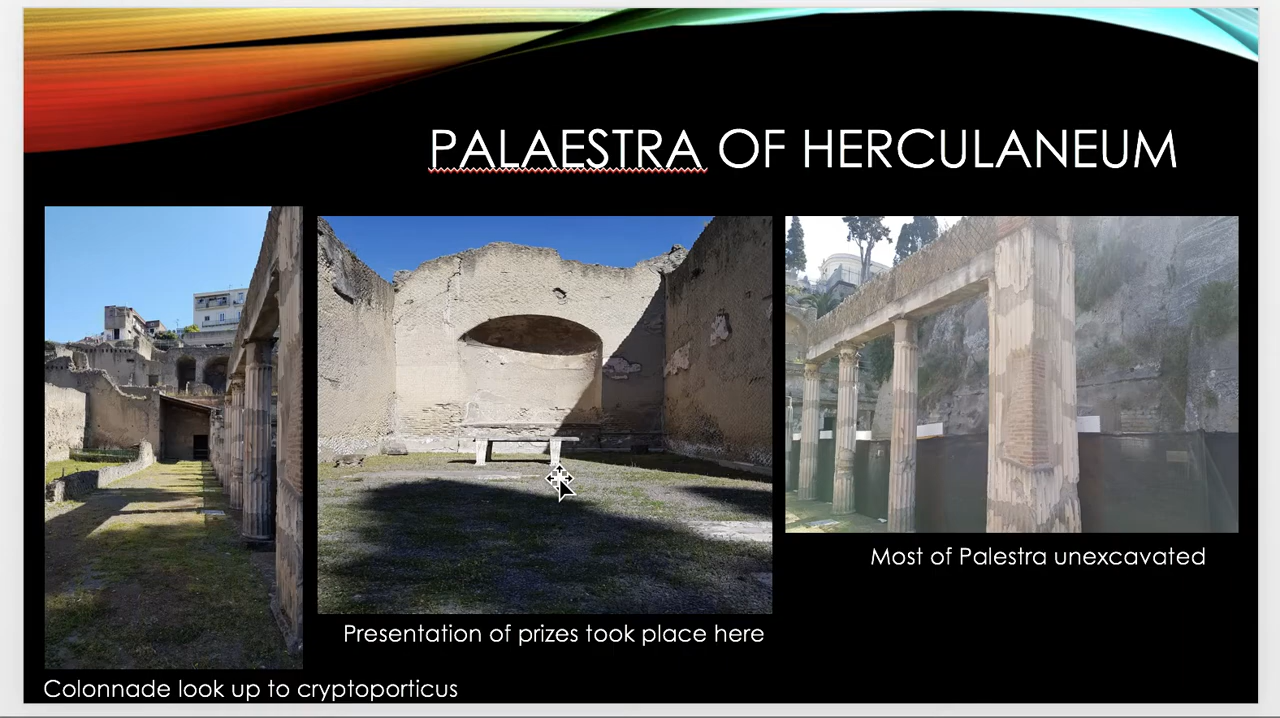 PALAESTRA OF HERCULANEUM
Most of Palestra unexcavated
Presentation of prizes took place here
Colonnade look up to cryptoporticus